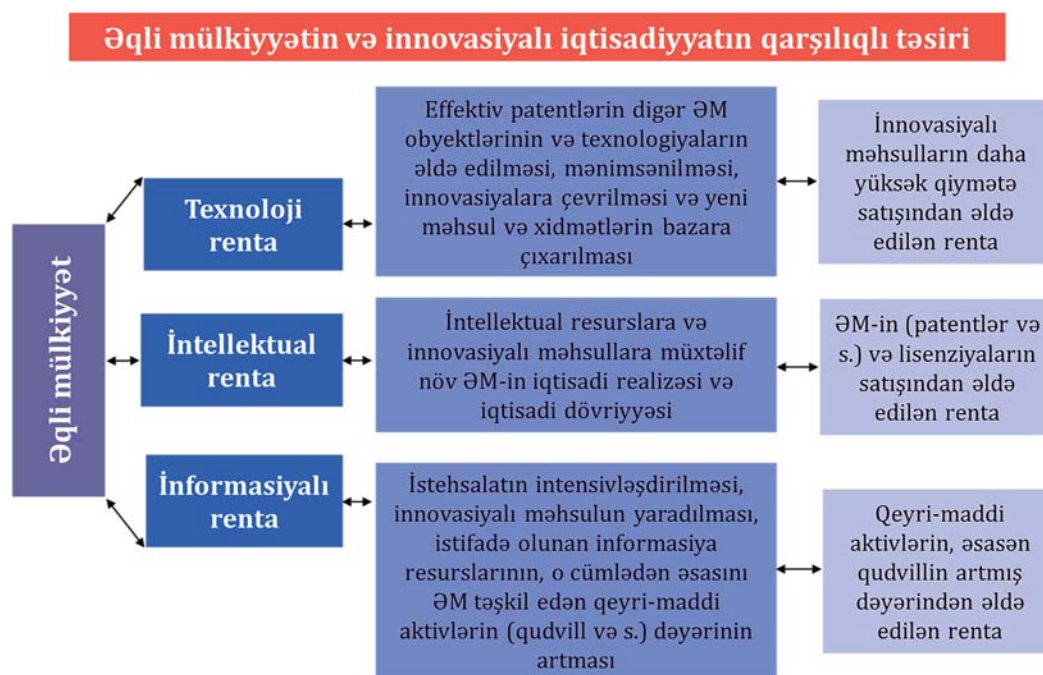 Əqli mülkiyyətin və innovasiyalı iqtisadiyyatın qarşılıqlı təsiri
Əqli mülkiyyət
Texnoloji
renta
Effektiv patentlərin digər ƏM
obyektlərinin və texnologiyaların
əldə edilməsi, mənimsənilməsi,
innovasiyalara çevrilməsi və yeni
məhsul və xidmətlərin bazara
çıxarılması
İnnovasiyalı
məhsulların daha
yüksək qiymətə
satışından əldə
edilən renta
İntellektual
renta
İntellektual resurslara və
innovasiyalı məhsullara müxtəlif
növ ƏM-in iqtisadi realizəsi və
iqtisadi dövriyyəsi
ƏM-in (patentlər və
s.) və lisenziyaların
satışından əldə
edilən renta
İnformasiyalı
renta
İstehsalatın intensivləşdirilməsi,
innovasiyalı məhsulun yaradılması,
istifadə olunan informasiya
resurslarının, o cümlədən əsasını
ƏM təşkil edən qeyri-maddi
aktivlərin (qudvill və s.) dəyərinin
artması
Qeyri-maddi
aktivlərin, əsasən
qudvillin artmış
dəyərindən əldə
edilən renta